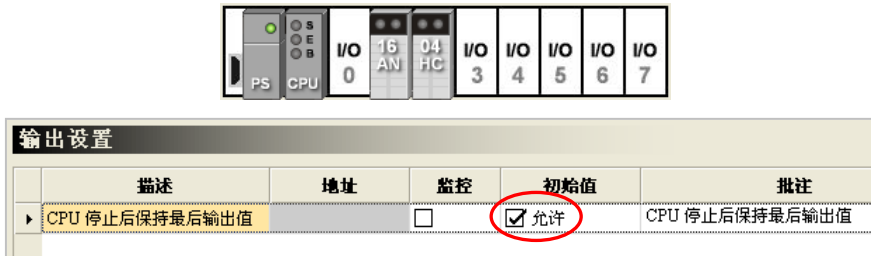 PS CPU S E B I/O 0 16 AN 04 HC I/O 3 I/O 4 I/O 5 I/O 6 I/O 7
输出设置
描述 地址 监控 初始值 批注
CPU 停止后保持最后输出值 允许 CPU 停止后保持最后输出值